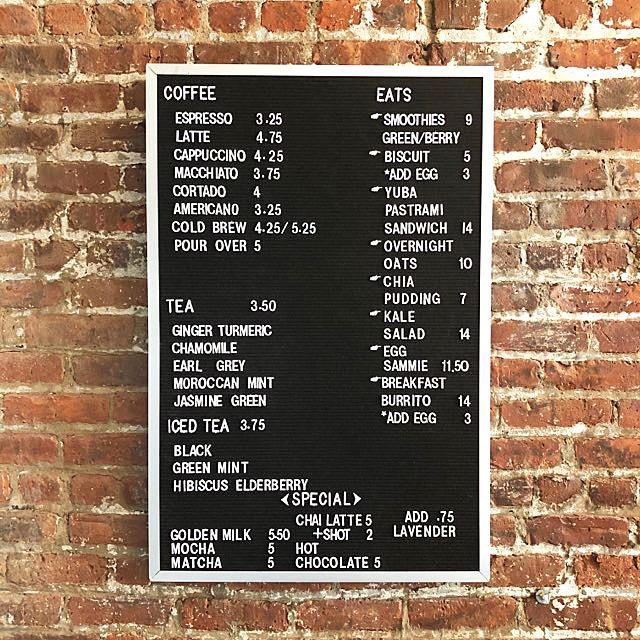 COFFEE
ESPRESSO 3.25
LATTE 4.75
CAPPUCCINO 4.25
MACCHIATO 3.75
CORTADO 4
AMERICANO 3.25
COLD BREW 4.25/5.25
POUR OVER 5
TEA 3.50
GINGER TURMERIC
CHAMOMILE
EARL GREY
MOROCCAN MINT
JASMINE GREEN
ICED TEA 3.75
BLACK
GREEN MINT
HIBISCUS ELDERBERRY
EATS
SMOOTHIES 9
GREEN/BERRY
BISCUIT 5
*ADD EGG 3
YUBA
PASTRAMI
SANDWICH 14
OVERNIGHT
OATS 10
CHIA
PUDDING 7
KALE
SALAD 14
EGG
SAMMIE 11.50
BREAKFAST
BURRITO 14
*ADD EGG 3
<SPECIAL>
GOLDEN MILK 5.50
MOCHA 5
MATCHA 5
CHAI LATTE 5
+SHOT 2
HOT
CHOCOLATE 5
ADD .75
LAVENDER